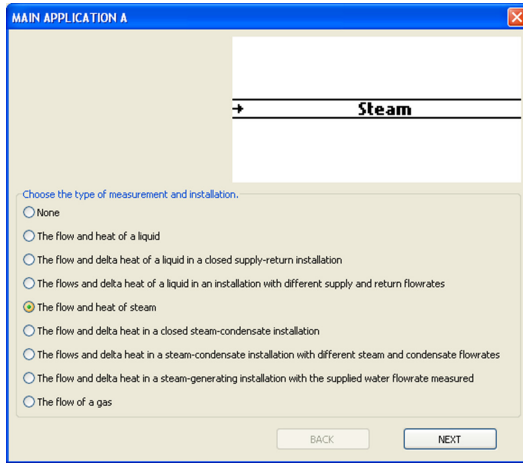 MAIN APPLICATION A
Steam
Choose the type of measurement and installation.
None
The flow and heat of a liquid
The flow and delta heat of a liquid in a closed supply-return installation
The flows and delta heat of a liquid in an installation with different supply and return flowrates
The flow and heat of steam
The flow and delta heat in a closed steam-condensate installation
The flows and delta heat in a steam-condensate installation with different steam and condensate flowrates
The flow and delta heat in a steam-generating installation with the supplied water flowrate measured
The flow of a gas
BACK NEXT